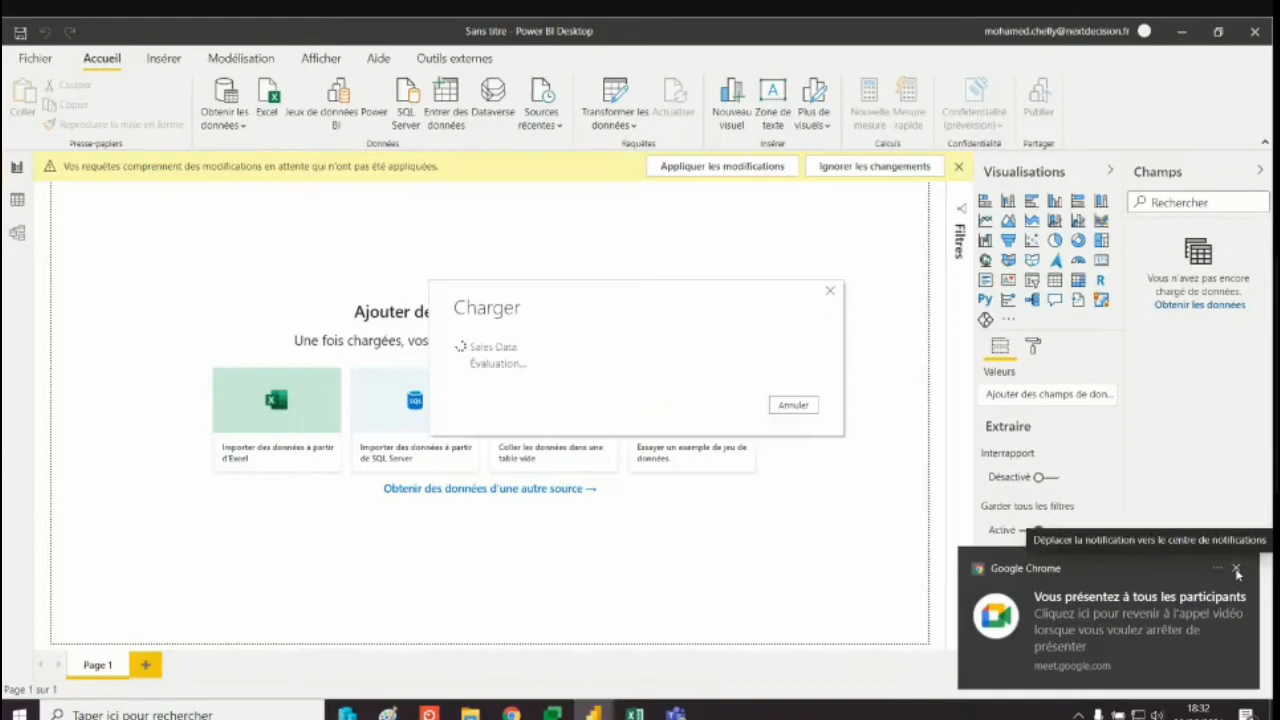 Sans titre - Power BI Desktop
mohamed.chelly@nextdecision.fr
Fichier
Accueil
Insérer
Modélisation
Afficher
Aide
Outils externes
Coller
Couper
Copier
Reproduire la mise en forme
Presse-papiers
Obtenir les
données
Excel
Jeux de données Power
BI
SQL
Server
Entrer des
données
Dataverse
Sources
récentes
Données
Transformer les
données
Actualiser
Requêtes
Nouveau
visuel
Zone de
texte
Plus de
visuels
Insérer
Nouvelle
mesure
Mesure
rapide
Calculs
Confidentialité
(préversion)
Confidentialité
Publier
Partager
Vos requêtes comprennent des modifications en attente qui n'ont pas été appliquées.
Appliquer les modifications
Ignorer les changements
Filtres
Visualisations
Champs
Rechercher
Vous n'avez pas encore
chargé de données.
Obtenir les données
R
Py
Valeurs
Ajouter des champs de don...
Extraire
Interrapport
Désactivé
Garder tous les filtres
Activé
Ajouter de
Une fois chargées, vos
Charger
Sales Data
Évaluation...
Annuler
SQL
Importer des données à partir
d'Excel
Importer des données à partir
de SQL Server
Coller les données dans une
table vide
Essayer un exemple de jeu de
données
Obtenir des données d'une autre source →
Déplacer la notification vers le centre de notifications
Google Chrome
Vous présentez à tous les participants
Cliquez ici pour revenir à l'appel vidéo
lorsque vous voulez arrêter de
présenter
meet.google.com
Page 1
Page 1 sur 1
Taper ici pour rechercher
18:32